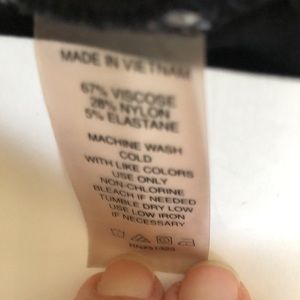 MADE IN VIETNAM
67% VISCOSE
28% NYLON
5% ELASTANE
MACHINE WASH
COLD
WITH LIKE COLORS
USE ONLY
NON-CHLORINE
BLEACH IF NEEDED
TUMBLE DRY LOW
USE LOW IRON
IF NECESSARY